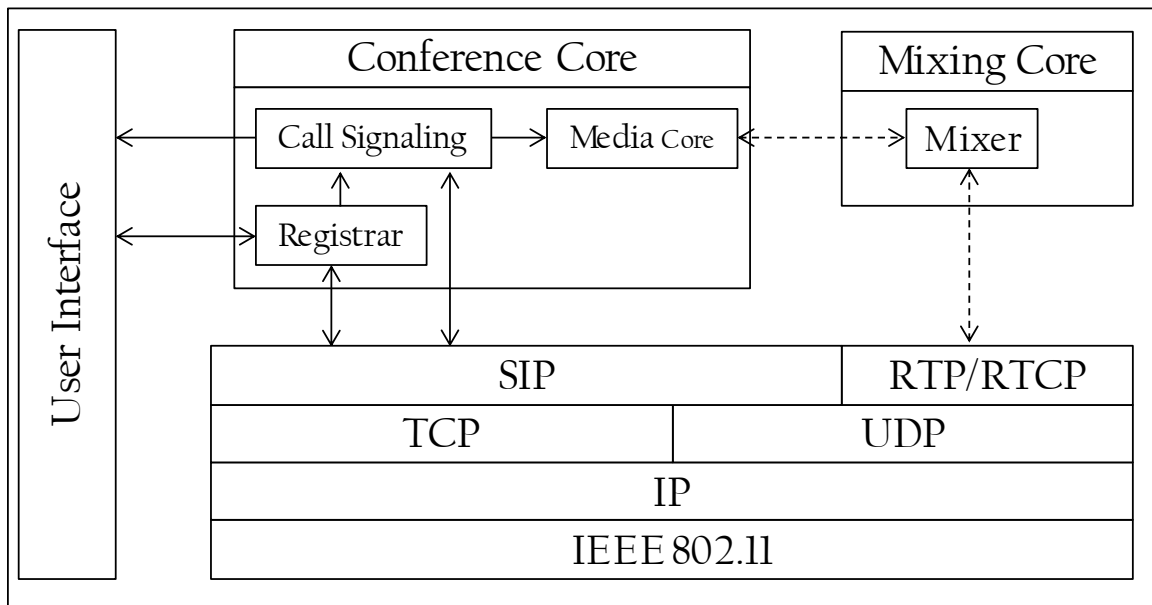 User Interface
Conference Core
Call Signaling
Media Core
Registrar
Mixing Core
Mixer
SIP
RTP/RTCP
TCP
UDP
IP
IEEE 802.11